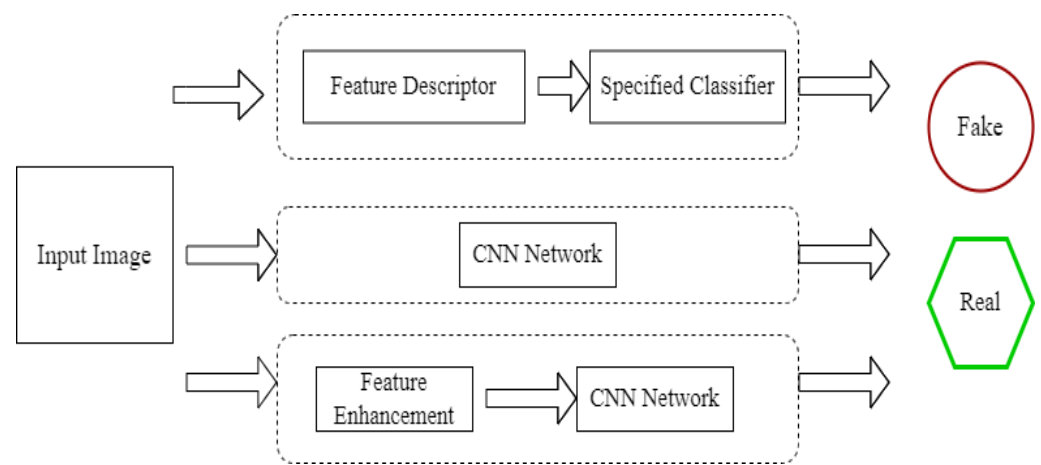 Input Image
Feature Descriptor
Specified Classifier
CNN Network
Feature
Enhancement
CNN Network
Fake
Real